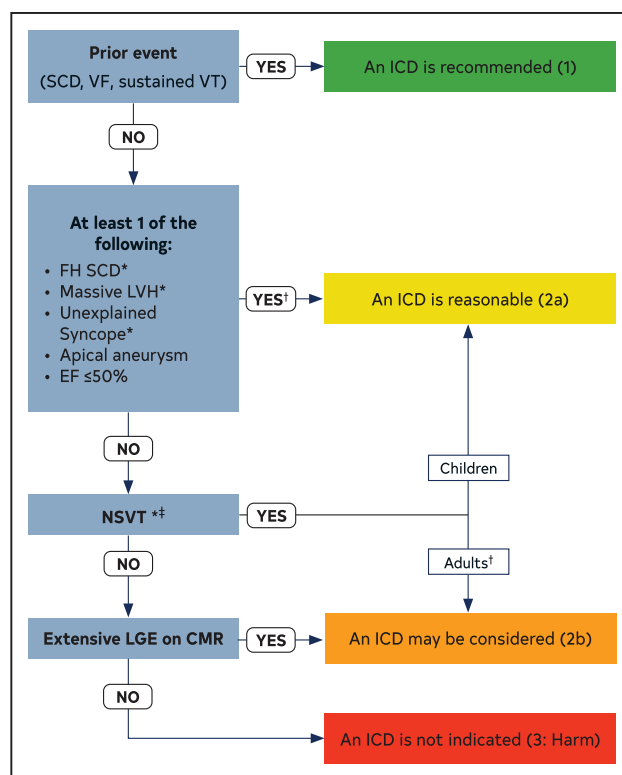 Prior event
(SCD, VF, sustained VT)
YES
An ICD is recommended (1)
NO
At least 1 of the
following:
• FH SCD*
• Massive LVH*
• Unexplained
Syncope*
• Apical aneurysm
• EF ≤50%
YES†
An ICD is reasonable (2a)
NO
Children
NSVT *‡
YES
Adults†
NO
Extensive LGE on CMR
YES
An ICD may be considered (2b)
NO
An ICD is not indicated (3: Harm)